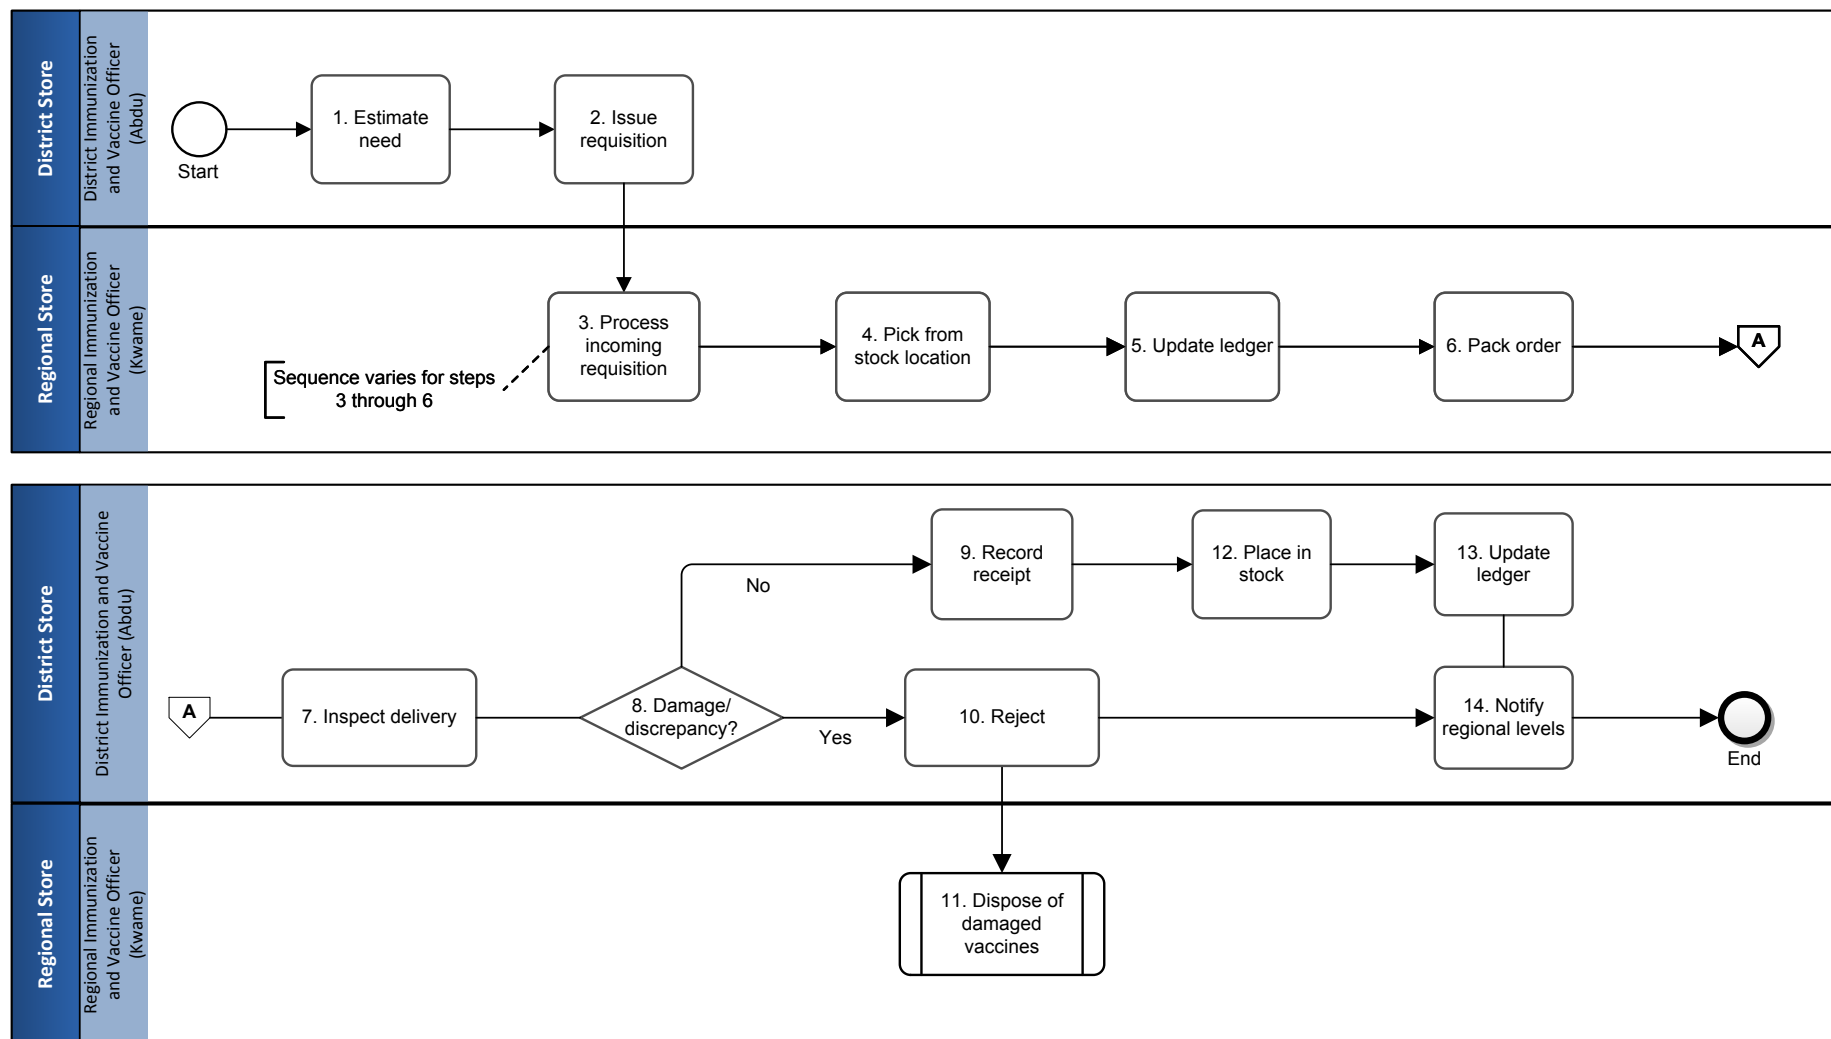 District Store
District Immunization
and Vaccine Officer
(Abdu)
Start
1. Estimate
need
2. Issue
requisition
Regional Store
Regional Immunization
and Vaccine Officer
(Kwame)
Sequence varies for steps
3 through 6
3. Process
incoming
requisition
4. Pick from
stock location
5. Update ledger
6. Pack order
A
District Store
District Immunization and Vaccine
Officer (Abdu)
A
7. Inspect delivery
8. Damage/
discrepancy?
No
Yes
9. Record
receipt
12. Place in
stock
13. Update
ledger
10. Reject
14. Notify
regional levels
End
Regional Store
Regional Immunization
and Vaccine Officer
(Kwame)
11. Dispose of
damaged
vaccines